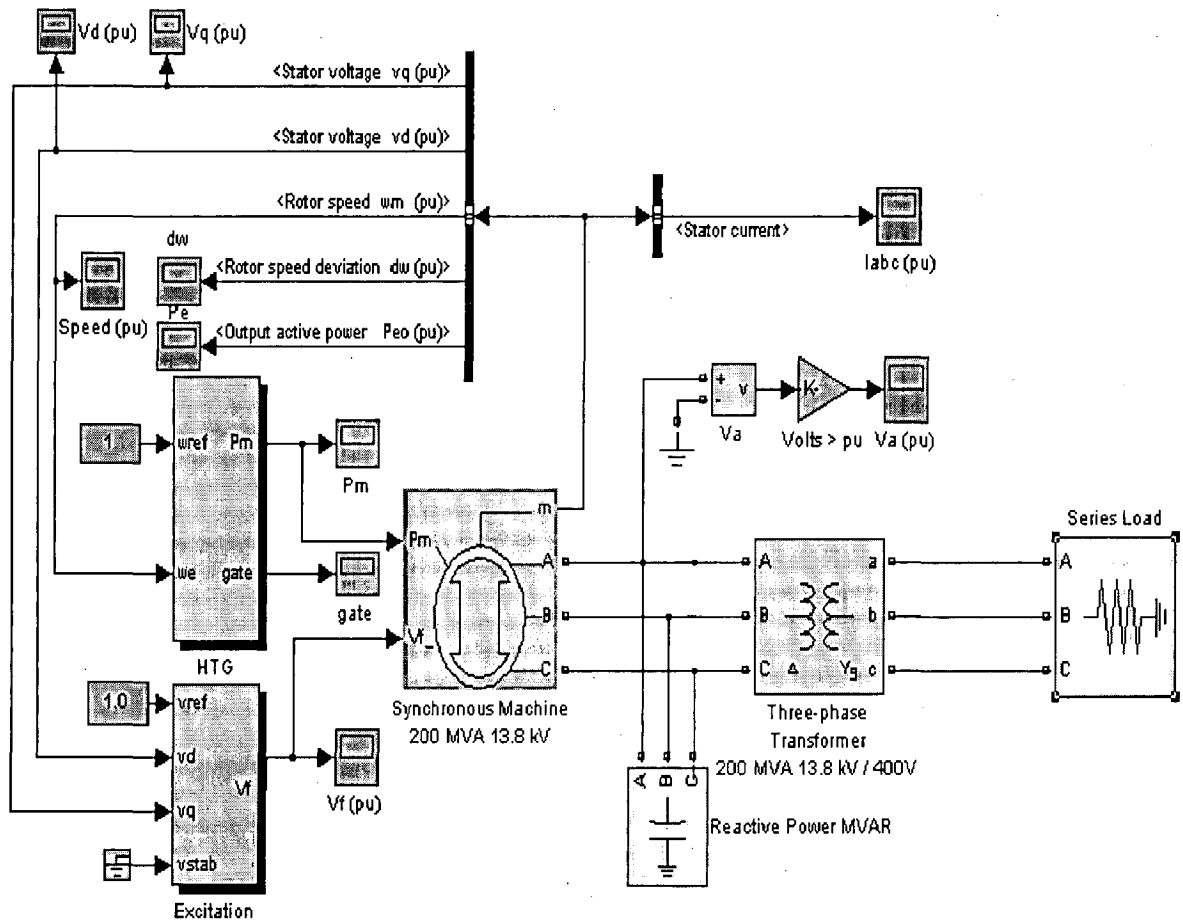 Vd (pu)
Vq (pu)
<Stator voltage vq (pu)>
<Stator voltage vd (pu)>
<Rotor speed wm (pu)>
<Stator current>
Iabc (pu)
dw
<Rotor speed deviation dw (pu)>
Pe
Speed (pu)
<Output active power Peo (pu)>
+
-
v
Va
K-
Volts > pu
Va (pu)
1
wref
Pm
we
gate
HTG
Pm
gate
Pm
Vf_
m
A
B
C
Synchronous Machine
200 MVA 13.8 kV
A
B
C
a
b
c
Δ
Yg
Three-phase
Transformer
200 MVA 13.8 kV / 400V
Series Load
A
B
C
1,0
vref
vd
vq
vstab
Vf
Excitation
Vf (pu)
A
B
C
Reactive Power MVAR